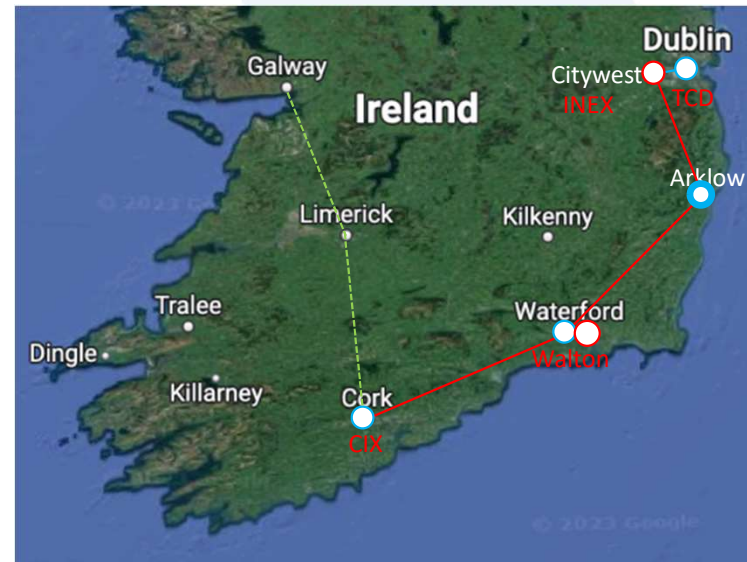 Dublin
Galway
Citywest
INEX
TCD
Ireland
Arklow
© 2023 G
Limerick
Kilkenny
Tralee
Waterford
Dingle
Walton
Killarney
Cork
CIX
© 2023 Google